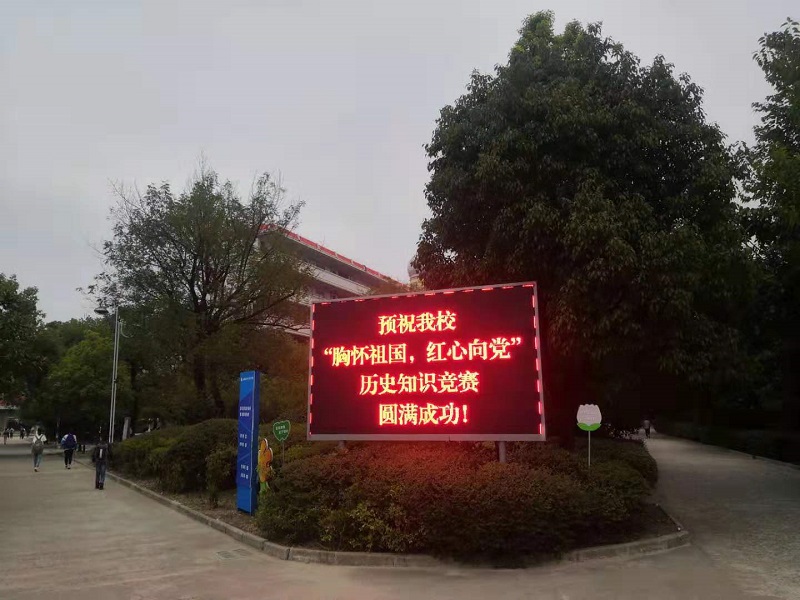 预祝我校
“胸怀祖国，红心向党”
历史知识竞赛
圆满成功！